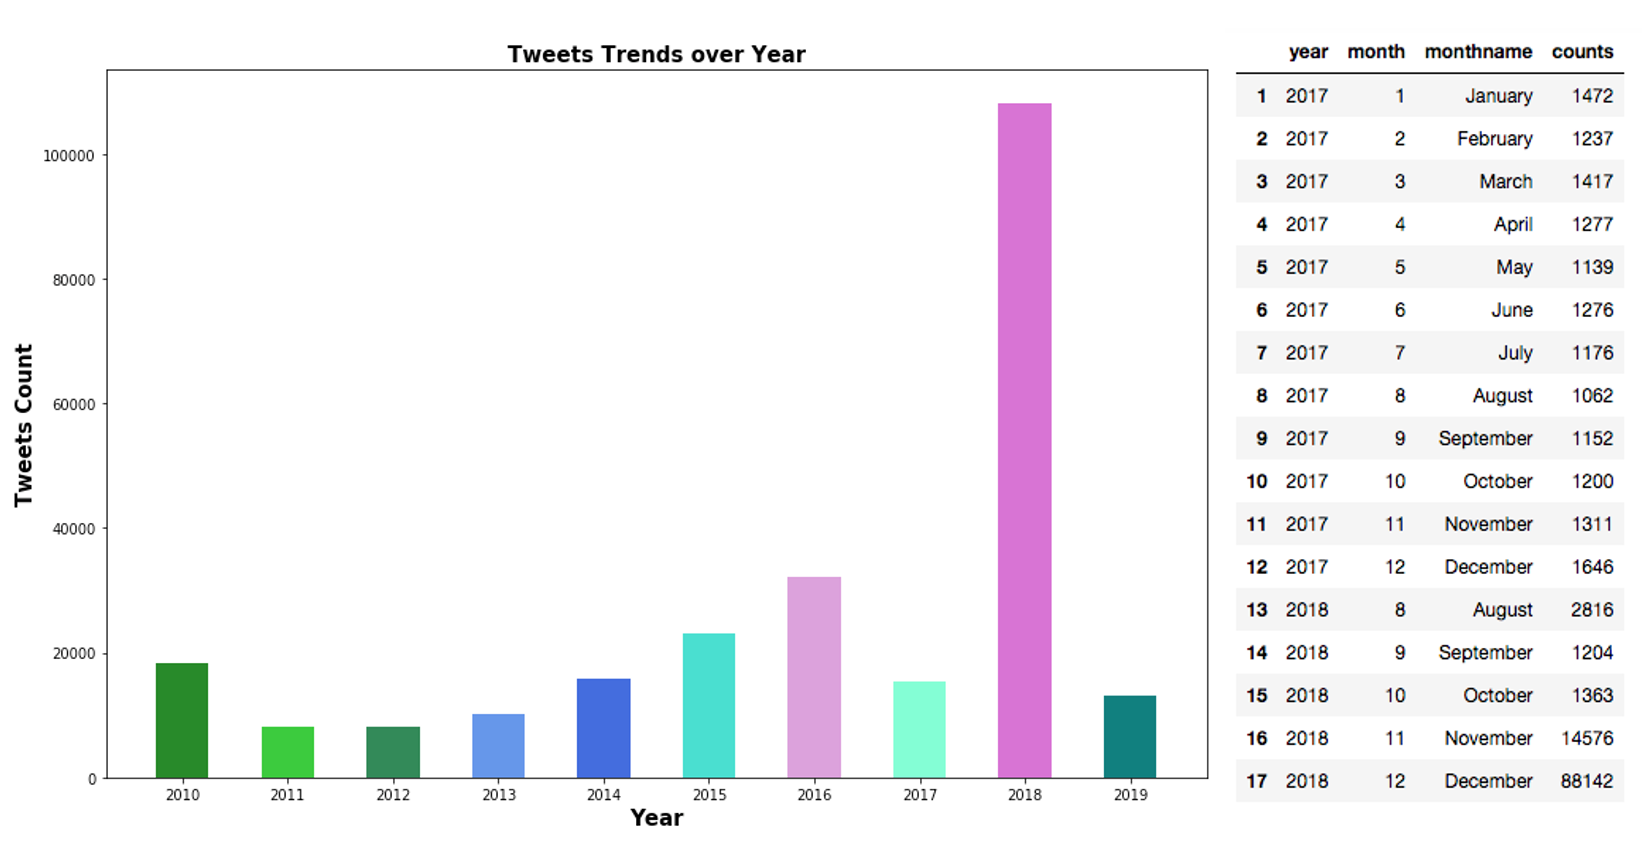 Tweets Trends over Year
100000
80000
60000
40000
20000
0
Tweets Count
2010 2011 2012 2013 2014 2015 2016 2017 2018 2019
Year
year month monthname counts
1 2017 1 January 1472
2 2017 2 February 1237
3 2017 3 March 1417
4 2017 4 April 1277
5 2017 5 May 1139
6 2017 6 June 1276
7 2017 7 July 1176
8 2017 8 August 1062
9 2017 9 September 1152
10 2017 10 October 1200
11 2017 11 November 1311
12 2017 12 December 1646
13 2018 8 August 2816
14 2018 9 September 1204
15 2018 10 October 1363
16 2018 11 November 14576
17 2018 12 December 88142